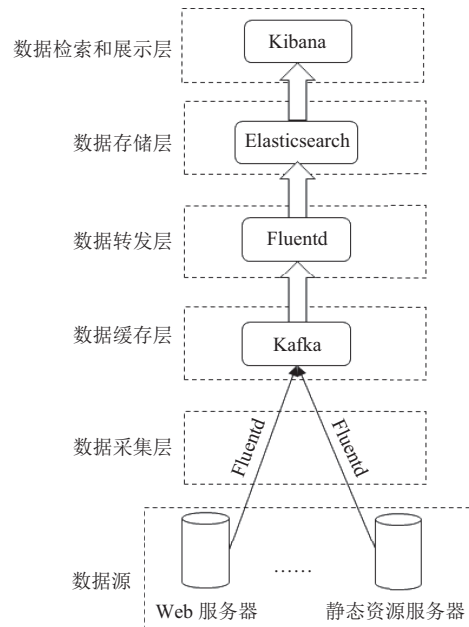 数据检索和展示层
Kibana
数据存储层
Elasticsearch
数据转发层
Fluentd
数据缓存层
Kafka
数据采集层
Fluentd
Fluentd
数据源
……
Web 服务器
静态资源服务器